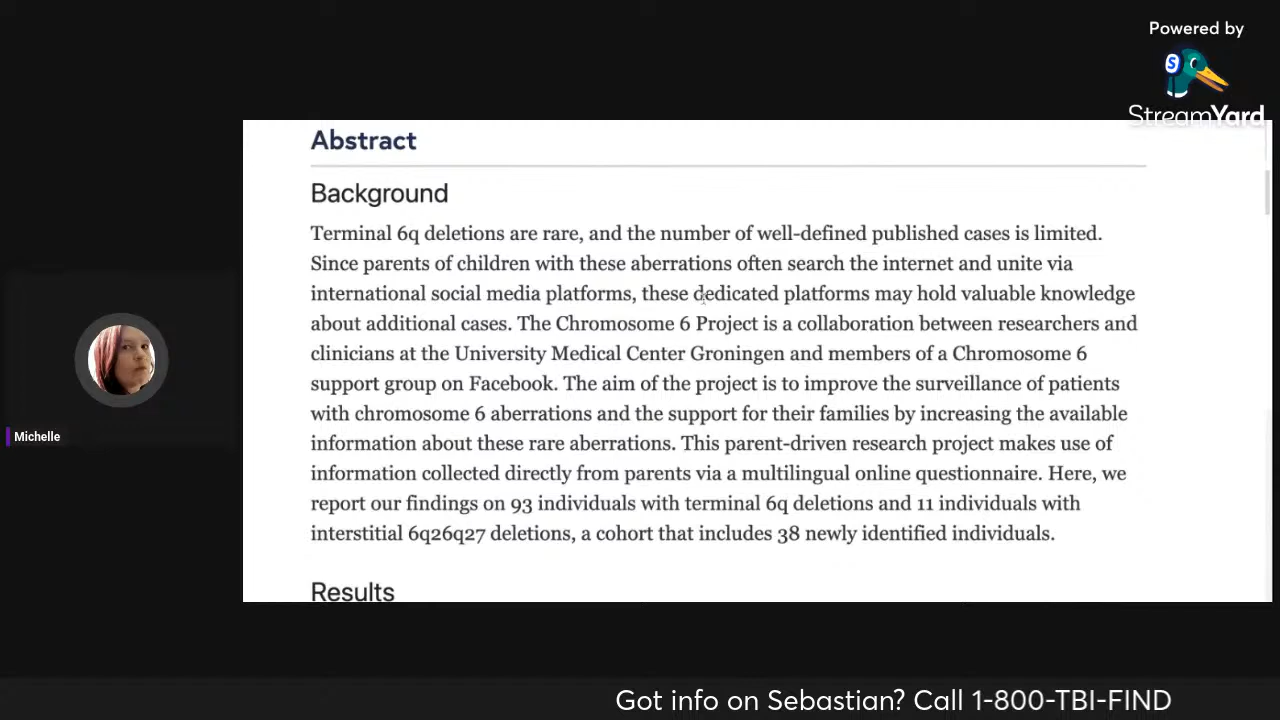 Powered by
StreamYard
Abstract
Background
Terminal 6q deletions are rare, and the number of well-defined published cases is limited.
Since parents of children with these aberrations often search the internet and unite via
international social media platforms, these dedicated platforms may hold valuable knowledge
about additional cases. The Chromosome 6 Project is a collaboration between researchers and
clinicians at the University Medical Center Groningen and members of a Chromosome 6
support group on Facebook. The aim of the project is to improve the surveillance of patients
with chromosome 6 aberrations and the support for their families by increasing the available
information about these rare aberrations. This parent-driven research project makes use of
information collected directly from parents via a multilingual online questionnaire. Here, we
report our findings on 93 individuals with terminal 6q deletions and 11 individuals with
interstitial 6q26q27 deletions, a cohort that includes 38 newly identified individuals.
Results
Michelle
Got info on Sebastian? Call 1-800-TBI-FIND